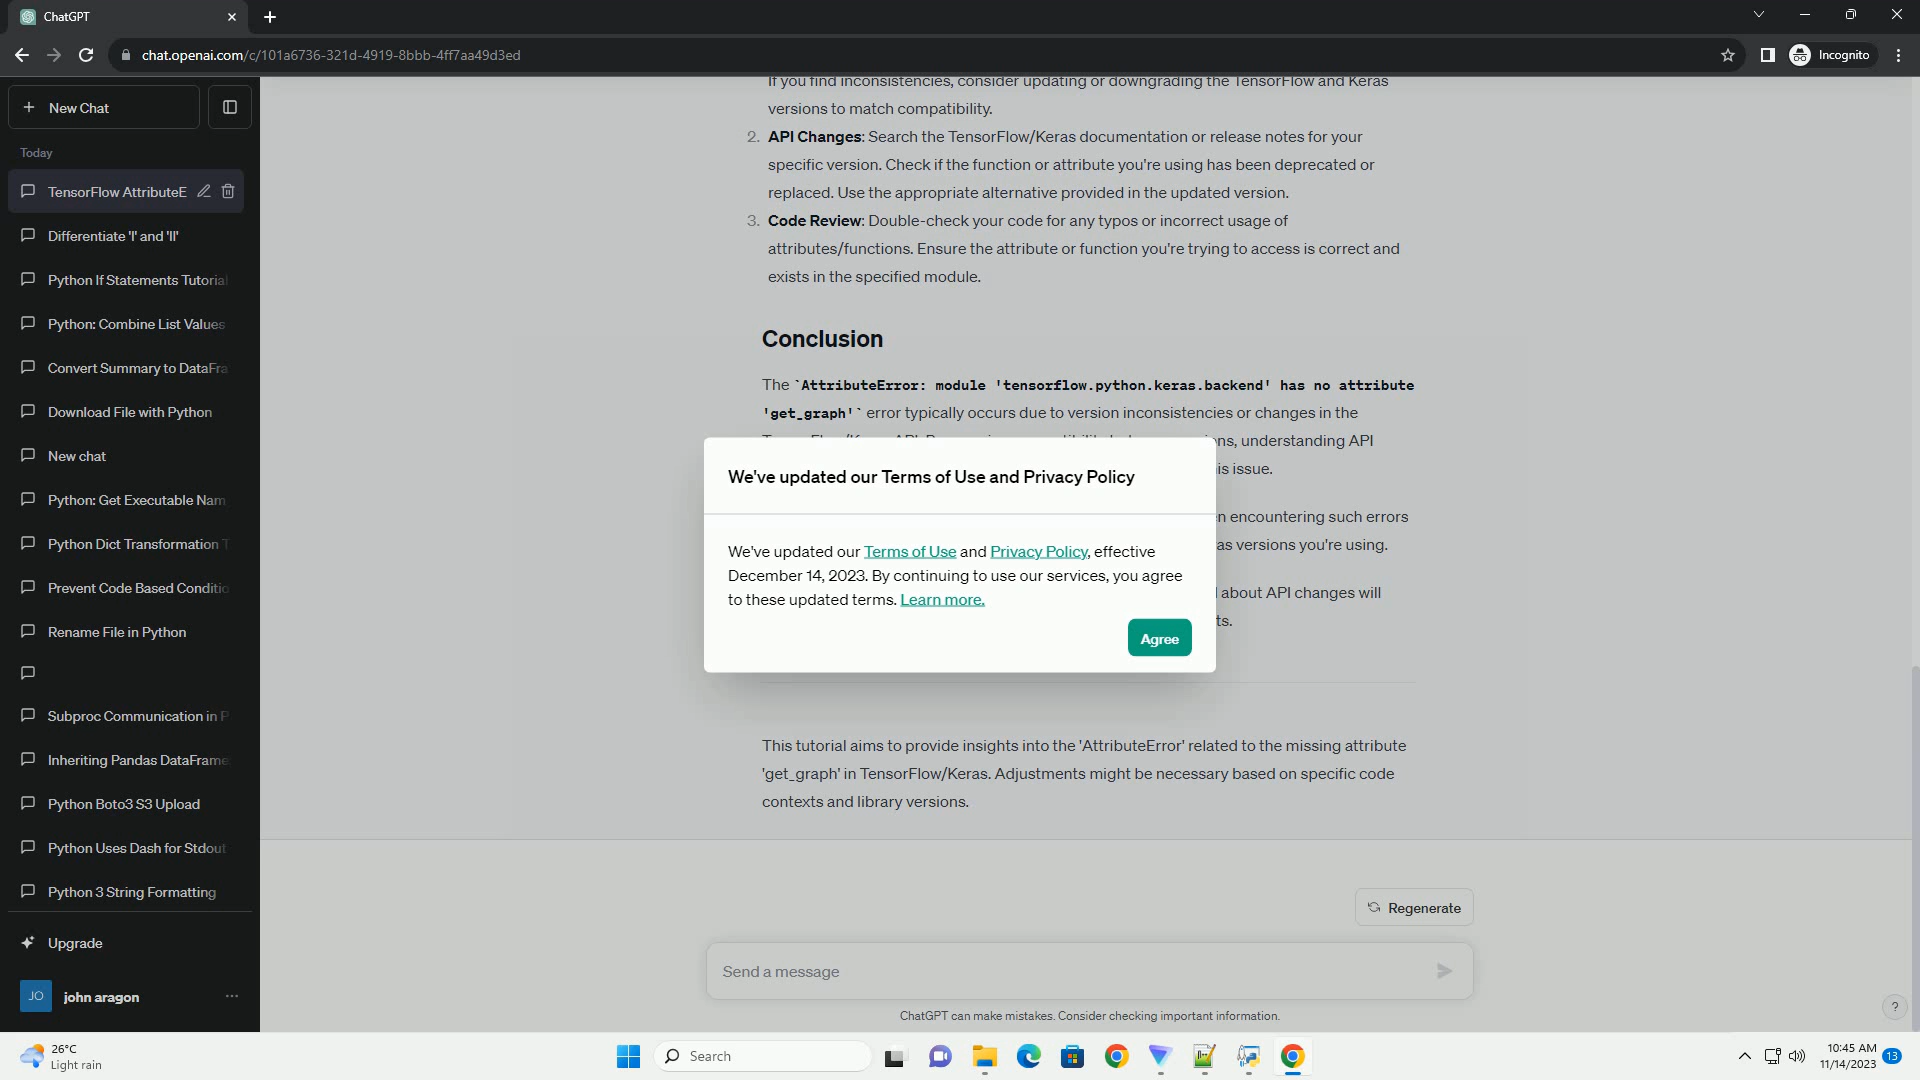 ChatGPT
chat.openai.com/c/101a6736-321d-4919-8bbb-4ff7aa49d3ed
Incognito
New Chat
Today
TensorFlow AttributeE
Differentiate 'I' and 'II'
Python If Statements Tutorial
Python: Combine List Values
Convert Summary to DataFra
Download File with Python
New chat
Python: Get Executable Nam
Python Dict Transformation T
Prevent Code Based Conditio
Rename File in Python
Subproc Communication in P
Inheriting Pandas DataFrame
Python Boto3 S3 Upload
Python Uses Dash for Stdout
Python 3 String Formatting
Upgrade
JO john aragon
If you find inconsistencies, consider updating or downgrading the TensorFlow and Keras
versions to match compatibility.
2. API Changes: Search the TensorFlow/Keras documentation or release notes for your
specific version. Check if the function or attribute you're using has been deprecated or
replaced. Use the appropriate alternative provided in the updated version.
3. Code Review: Double-check your code for any typos or incorrect usage of
attributes/functions. Ensure the attribute or function you're trying to access is correct and
exists in the specified module.
Conclusion
The `AttributeError: module 'tensorflow.python.keras.backend' has no attribute
'get_graph'` error typically occurs due to version inconsistencies or changes in the
ns, understanding API
is issue.
n encountering such errors
as versions you're using.
about API changes will
ts.
We've updated our Terms of Use and Privacy Policy
We've updated our Terms of Use and Privacy Policy, effective
December 14, 2023. By continuing to use our services, you agree
to these updated terms. Learn more.
Agree
This tutorial aims to provide insights into the 'AttributeError' related to the missing attribute
'get_graph' in TensorFlow/Keras. Adjustments might be necessary based on specific code
contexts and library versions.
Regenerate
Send a message
ChatGPT can make mistakes. Consider checking important information.
?
26°C
Light rain
Search
10:45 AM
11/14/2023
13